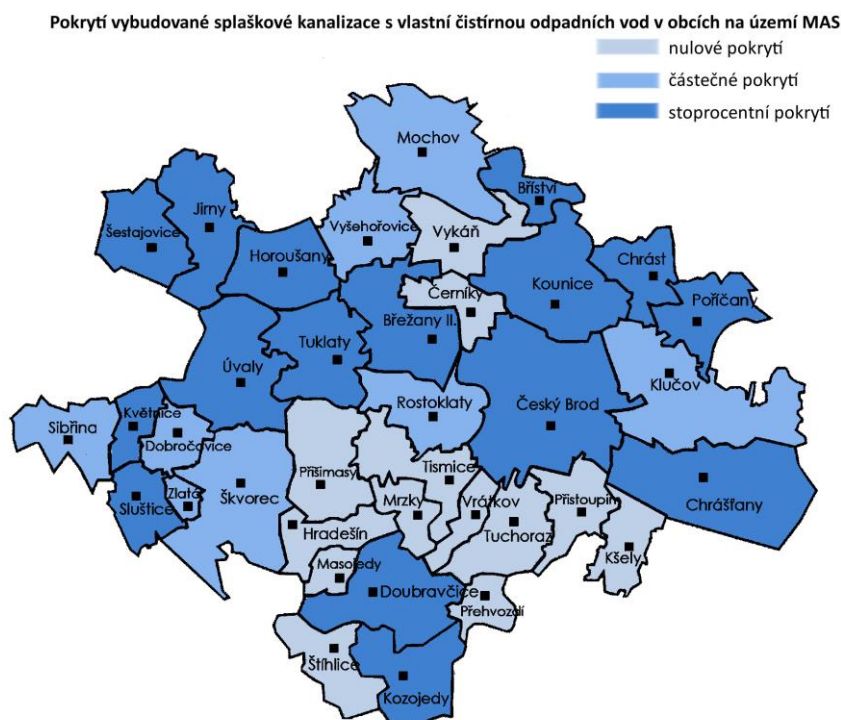 Pokrytí vybudované splaškové kanalizace s vlastní čistírnou odpadních vod v obcích na území MAS
nulové pokrytí
částečné pokrytí
stoprocentní pokrytí
Mochov
Bříství
Jirny
Šestajovice
Vyšehořovice
Vykáň
Horoušany
Chrást
Černíky
Kounice
Poříčany
Břežany II.
Tuklaty
Úvaly
Klučov
Rostoklaty
Český Brod
Květnice
Sibřina
Dobročovice
Tismice
Přišimasy
Škvorec
Chrášťany
Zlatá
Sluštice
Mrzky
Vrátkov
Přistoupim
Tuchoraz
Hradešín
Kšely
Masojedy
Doubravčice
Přehvozdí
Štíhlice
Kozojedy